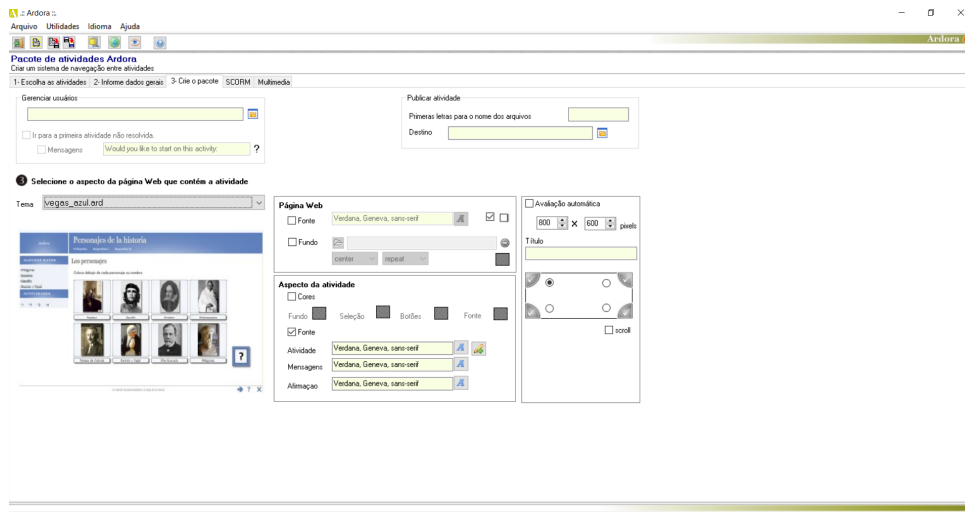 .: Ardora :.
Arquivo Utilidades Idioma Ajuda
Ardora
Pacote de atividades Ardora
Criar um sistema de navegação entre atividades
1- Escolha as atividades 2- Informe dados gerais 3- Crie o pacote SCORM Multimedia
Gerenciar usuários
Ir para a primeira atividade não resolvida.
Mensagens Would you like to start on this activity: ?
Publicar atividade
Primeras letras para o nome dos arquivos
Destino
3 Selecione o aspecto da página Web que contém a atividade
Tema vegas_azul.ard
Personajes de la historia
Los personajes
?
? X
Página Web
Fonte Verdana, Geneva, sans-serif A
Fundo
center repeat
Aspecto da atividade
Cores
Fundo Seleção Botões Fonte
Fonte
Atividade Verdana, Geneva, sans-serif A
Mensagens Verdana, Geneva, sans-serif A
Afirmaçao Verdana, Geneva, sans-serif A
Avaliação automática
800 X 600 pixels
Título
scroll